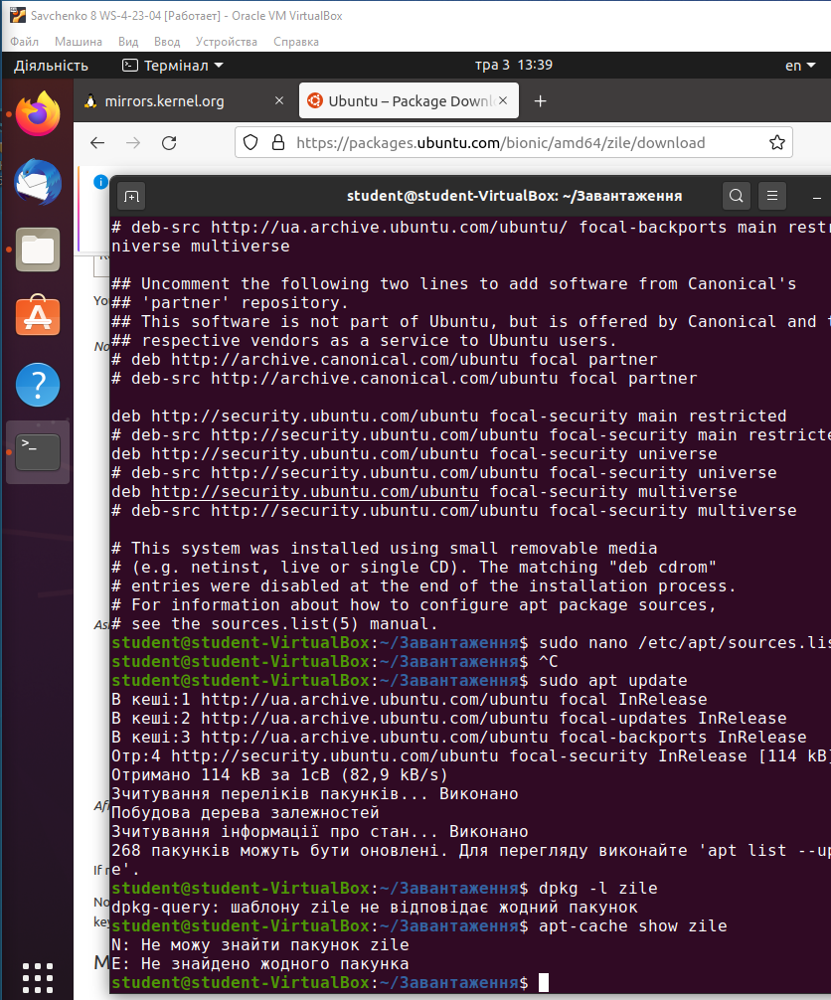 Savchenko 8 WS-4-23-04 [Работает] - Oracle VM VirtualBox
Файл Машина Вид Ввод Устройства Справка
Діяльність Термінал тра 3 13:39 en
mirrors.kernel.org Ubuntu – Package Downl
https://packages.ubuntu.com/bionic/amd64/zile/download
student@student-VirtualBox: ~/Завантаження
# deb-src http://ua.archive.ubuntu.com/ubuntu/ focal-backports main restr
niverse multiverse
## Uncomment the following two lines to add software from Canonical's
## 'partner' repository.
## This software is not part of Ubuntu, but is offered by Canonical and t
## respective vendors as a service to Ubuntu users.
# deb http://archive.canonical.com/ubuntu focal partner
# deb-src http://archive.canonical.com/ubuntu focal partner
deb http://security.ubuntu.com/ubuntu focal-security main restricted
# deb-src http://security.ubuntu.com/ubuntu focal-security main restricte
deb http://security.ubuntu.com/ubuntu focal-security universe
# deb-src http://security.ubuntu.com/ubuntu focal-security universe
deb http://security.ubuntu.com/ubuntu focal-security multiverse
# deb-src http://security.ubuntu.com/ubuntu focal-security multiverse
# This system was installed using small removable media
# (e.g. netinst, live or single CD). The matching "deb cdrom"
# entries were disabled at the end of the installation process.
# For information about how to configure apt package sources,
# see the sources.list(5) manual.
student@student-VirtualBox:~/Завантаження$ sudo nano /etc/apt/sources.lis
student@student-VirtualBox:~/Завантаження$ ^C
student@student-VirtualBox:~/Завантаження$ sudo apt update
В кеші:1 http://ua.archive.ubuntu.com/ubuntu focal InRelease
В кеші:2 http://ua.archive.ubuntu.com/ubuntu focal-updates InRelease
В кеші:3 http://ua.archive.ubuntu.com/ubuntu focal-backports InRelease
Отр:4 http://security.ubuntu.com/ubuntu focal-security InRelease [114 kB]
Отримано 114 kB за 1сВ (82,9 kB/s)
Зчитування переліків пакунків... Виконано
Побудова дерева залежностей
Зчитування інформації про стан... Виконано
268 пакунків можуть бути оновлені. Для перегляду виконайте 'apt list --up
e'.
student@student-VirtualBox:~/Завантаження$ dpkg -l zile
dpkg-query: шаблону zile не відповідає жодний пакунок
student@student-VirtualBox:~/Завантаження$ apt-cache show zile
N: Не можу знайти пакунок zile
E: Не знайдено жодного пакунка
student@student-VirtualBox:~/Завантаження$